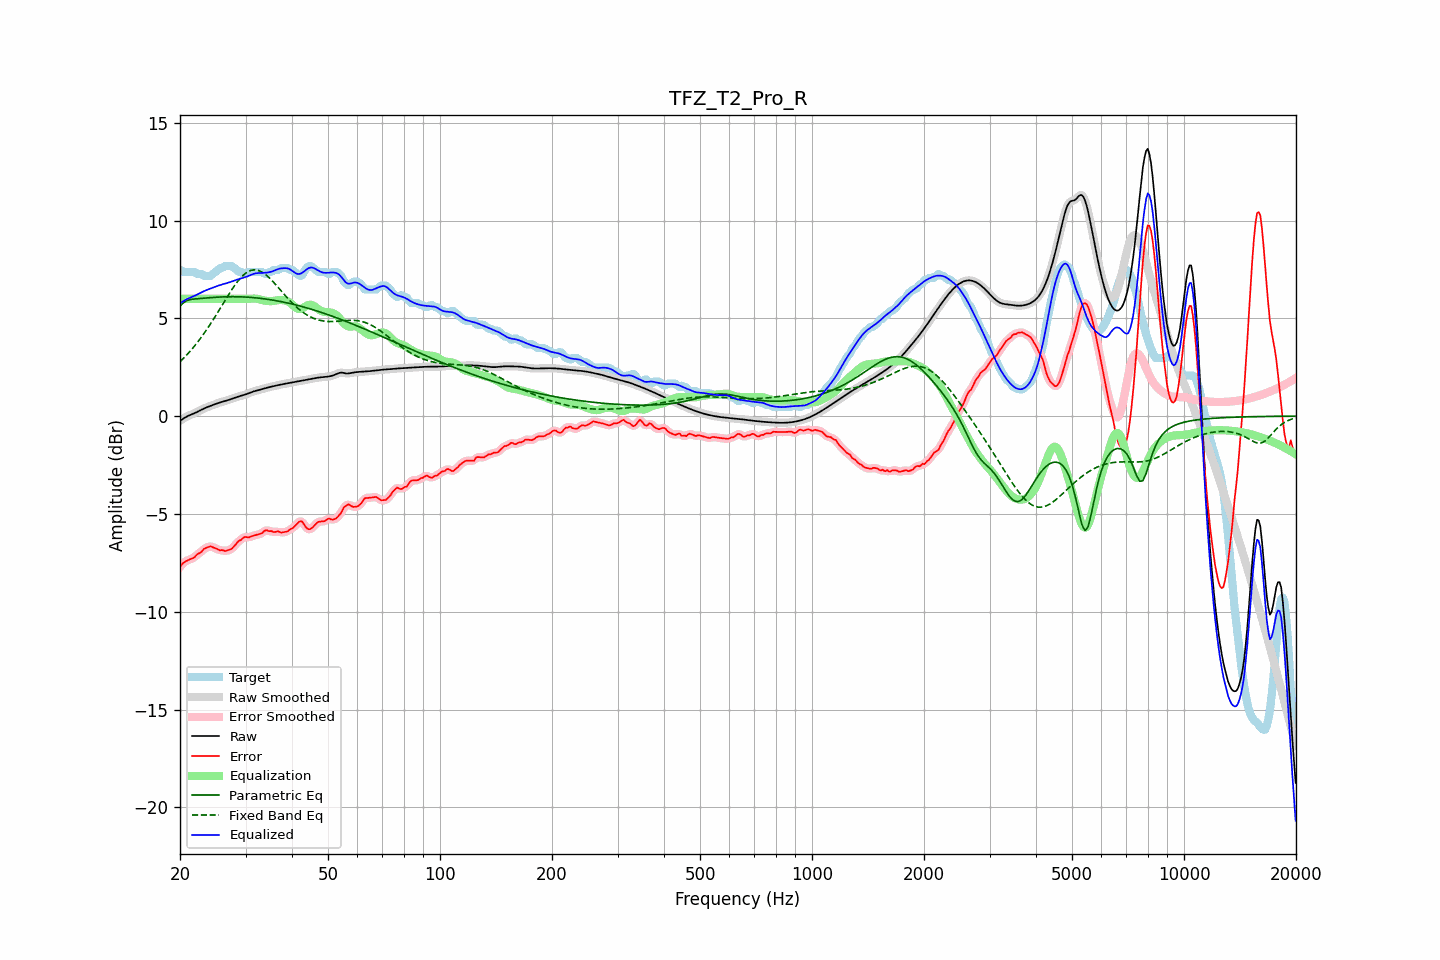 TFZ_T2_Pro_R
Amplitude (dBr)
15
10
5
0
−5
−10
−15
−20
Target
Raw Smoothed
Error Smoothed
Raw
Error
Equalization
Parametric Eq
Fixed Band Eq
Equalized
20 50 100 200 500 1000 2000 5000 10000 20000
Frequency (Hz)